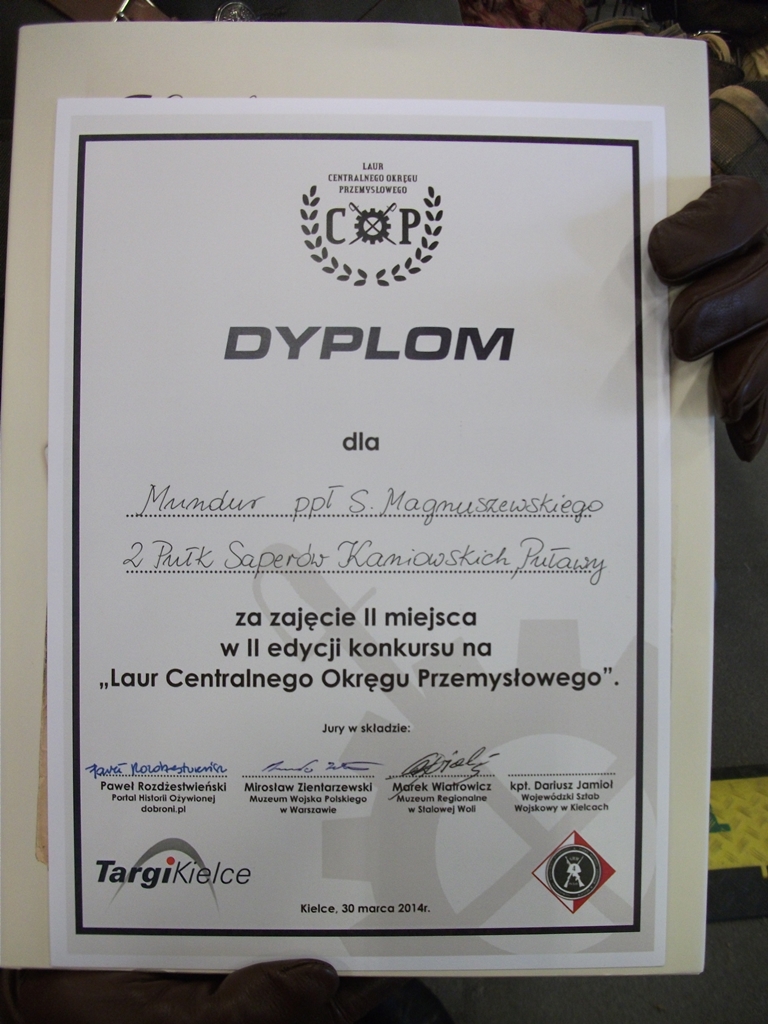 LAUR
CENTRALNEGO OKRĘGU
PRZEMYSŁOWEGO
C P
DYPLOM
dla
Mundur ppł S. Magnuszewskiego
2 Pułk Saperów Kaniowskich Puławy
za zajęcie II miejsca
w II edycji konkursu na
„Laur Centralnego Okręgu Przemysłowego”.
Jury w składzie:
Paweł Rozdżestwieński
Paweł Rozdżestwieński Mirosław Zientarzewski Marek Wiatrowicz kpt. Dariusz Jamioł
Portal Historii Ożywionej Muzeum Wojska Polskiego Muzeum Regionalne Wojewódzki Sztab
dobroni.pl w Warszawie w Stalowej Woli Wojskowy w Kielcach
TargiKielce
Kielce, 30 marca 2014r.